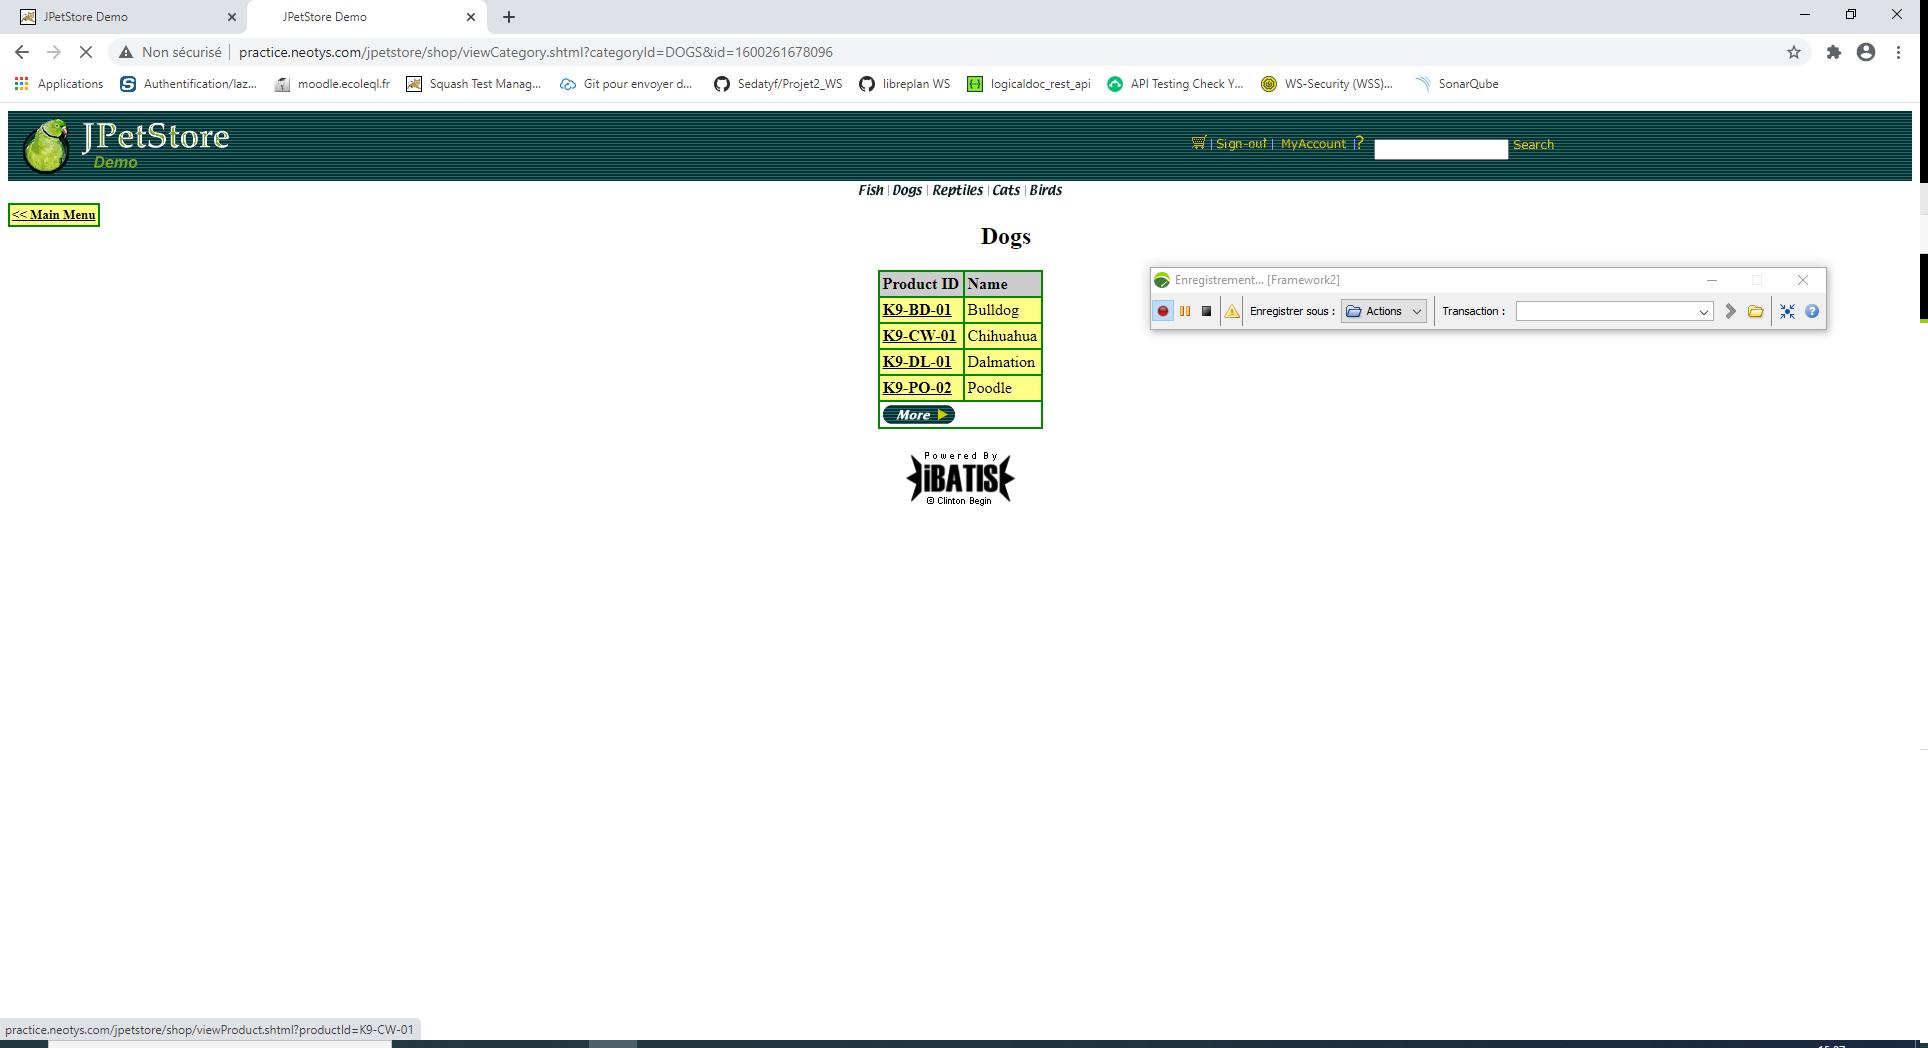 JPetStore Demo
JPetStore Demo
Non sécurisé
practice.neotys.com/jpetstore/shop/viewCategory.shtml?categoryId=DOGS&id=1600261678096
Applications
Authentification/laz...
moodle.ecoleql.fr
Squash Test Manag...
Git pour envoyer d...
Sedatyf/Projet2_WS
libreplan WS
logicaldoc_rest_api
API Testing Check Y...
WS-Security (WSS)...
SonarQube
JPetStore
Demo
| Sign-out | MyAccount | ?
Search
Fish | Dogs | Reptiles | Cats | Birds
<< Main Menu
Dogs
Product ID Name
K9-BD-01 Bulldog
K9-CW-01 Chihuahua
K9-DL-01 Dalmation
K9-PO-02 Poodle
More
Powered By
iBATIS
© Clinton Begin
Enregistrement... [Framework2]
Enregistrer sous : Actions
Transaction :
practice.neotys.com/jpetstore/shop/viewProduct.shtml?productId=K9-CW-01